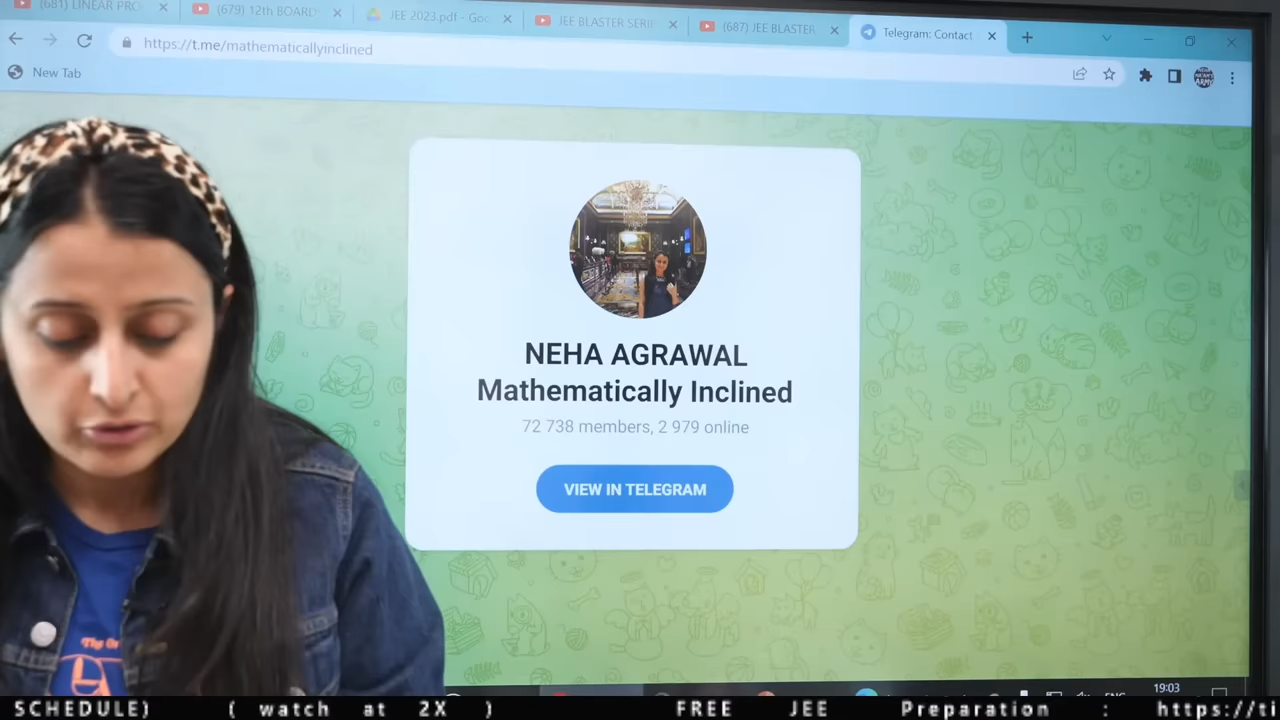 (681) LINEAR PRO
(679) 12th BOARD
JEE 2023.pdf - Goo
JEE BLASTER SERIE
(687) JEE BLASTER
Telegram: Contact
https://t.me/mathematicallyinclined
New Tab
NEHA AGRAWAL
Mathematically Inclined
72 738 members, 2 979 online
VIEW IN TELEGRAM
The
19:03
SCHEDULE) ( watch at 2X ) FREE JEE Preparation : https://ti